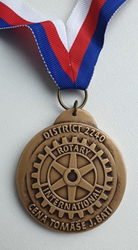 DISTRICT 2240
ROTARY
INTERNATIONAL
CENA TOMÁŠE J. BATI